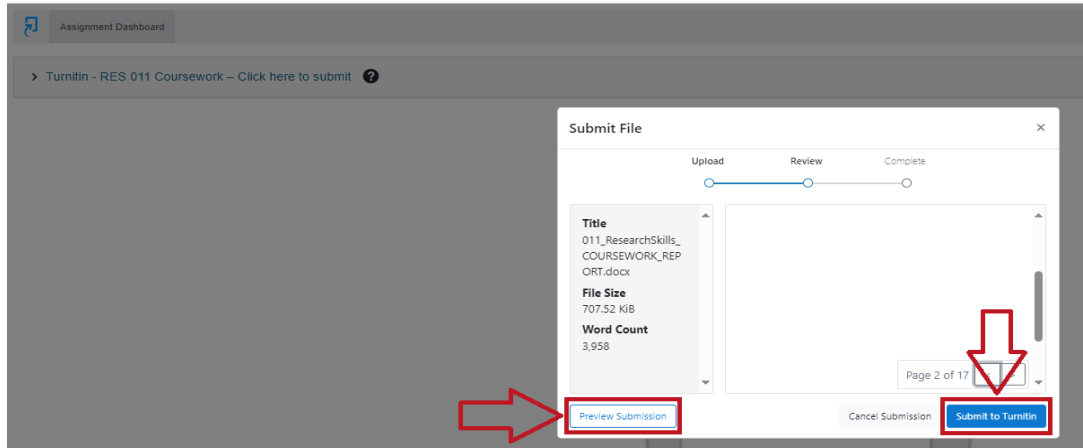 Assignment Dashboard
Turnitin - RES 011 Coursework – Click here to submit
Submit File
Upload
Review
Complete
Title
011_ResearchSkills_
COURSEWORK_REP
ORT.docx
File Size
707.52 KiB
Word Count
3,958
Page 2 of 17
Preview Submission
Cancel Submission
Submit to Turnitin